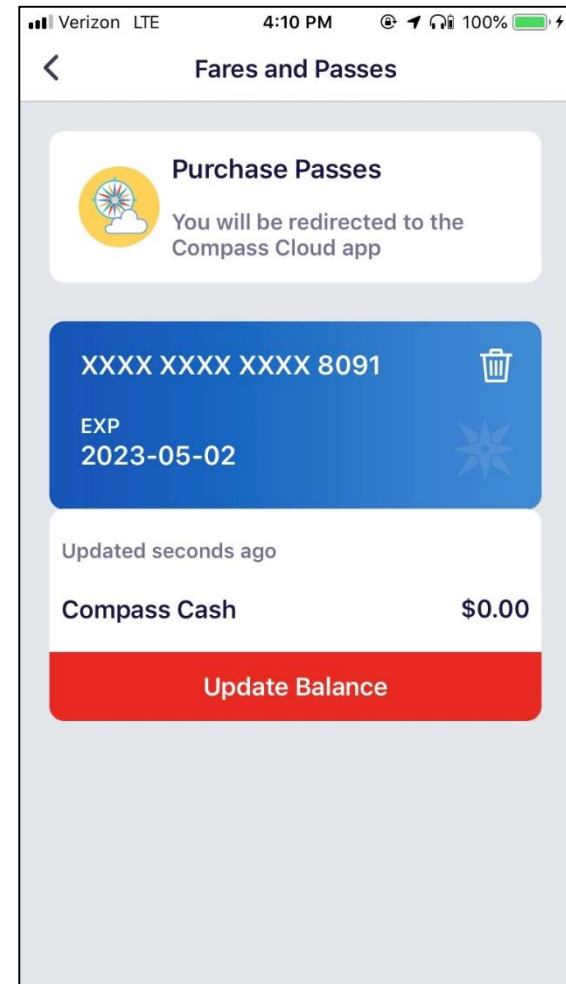 Verizon LTE 4:10 PM 100%
Fares and Passes
Purchase Passes
You will be redirected to the
Compass Cloud app
XXXX XXXX XXXX 8091
EXP
2023-05-02
Updated seconds ago
Compass Cash $0.00
Update Balance